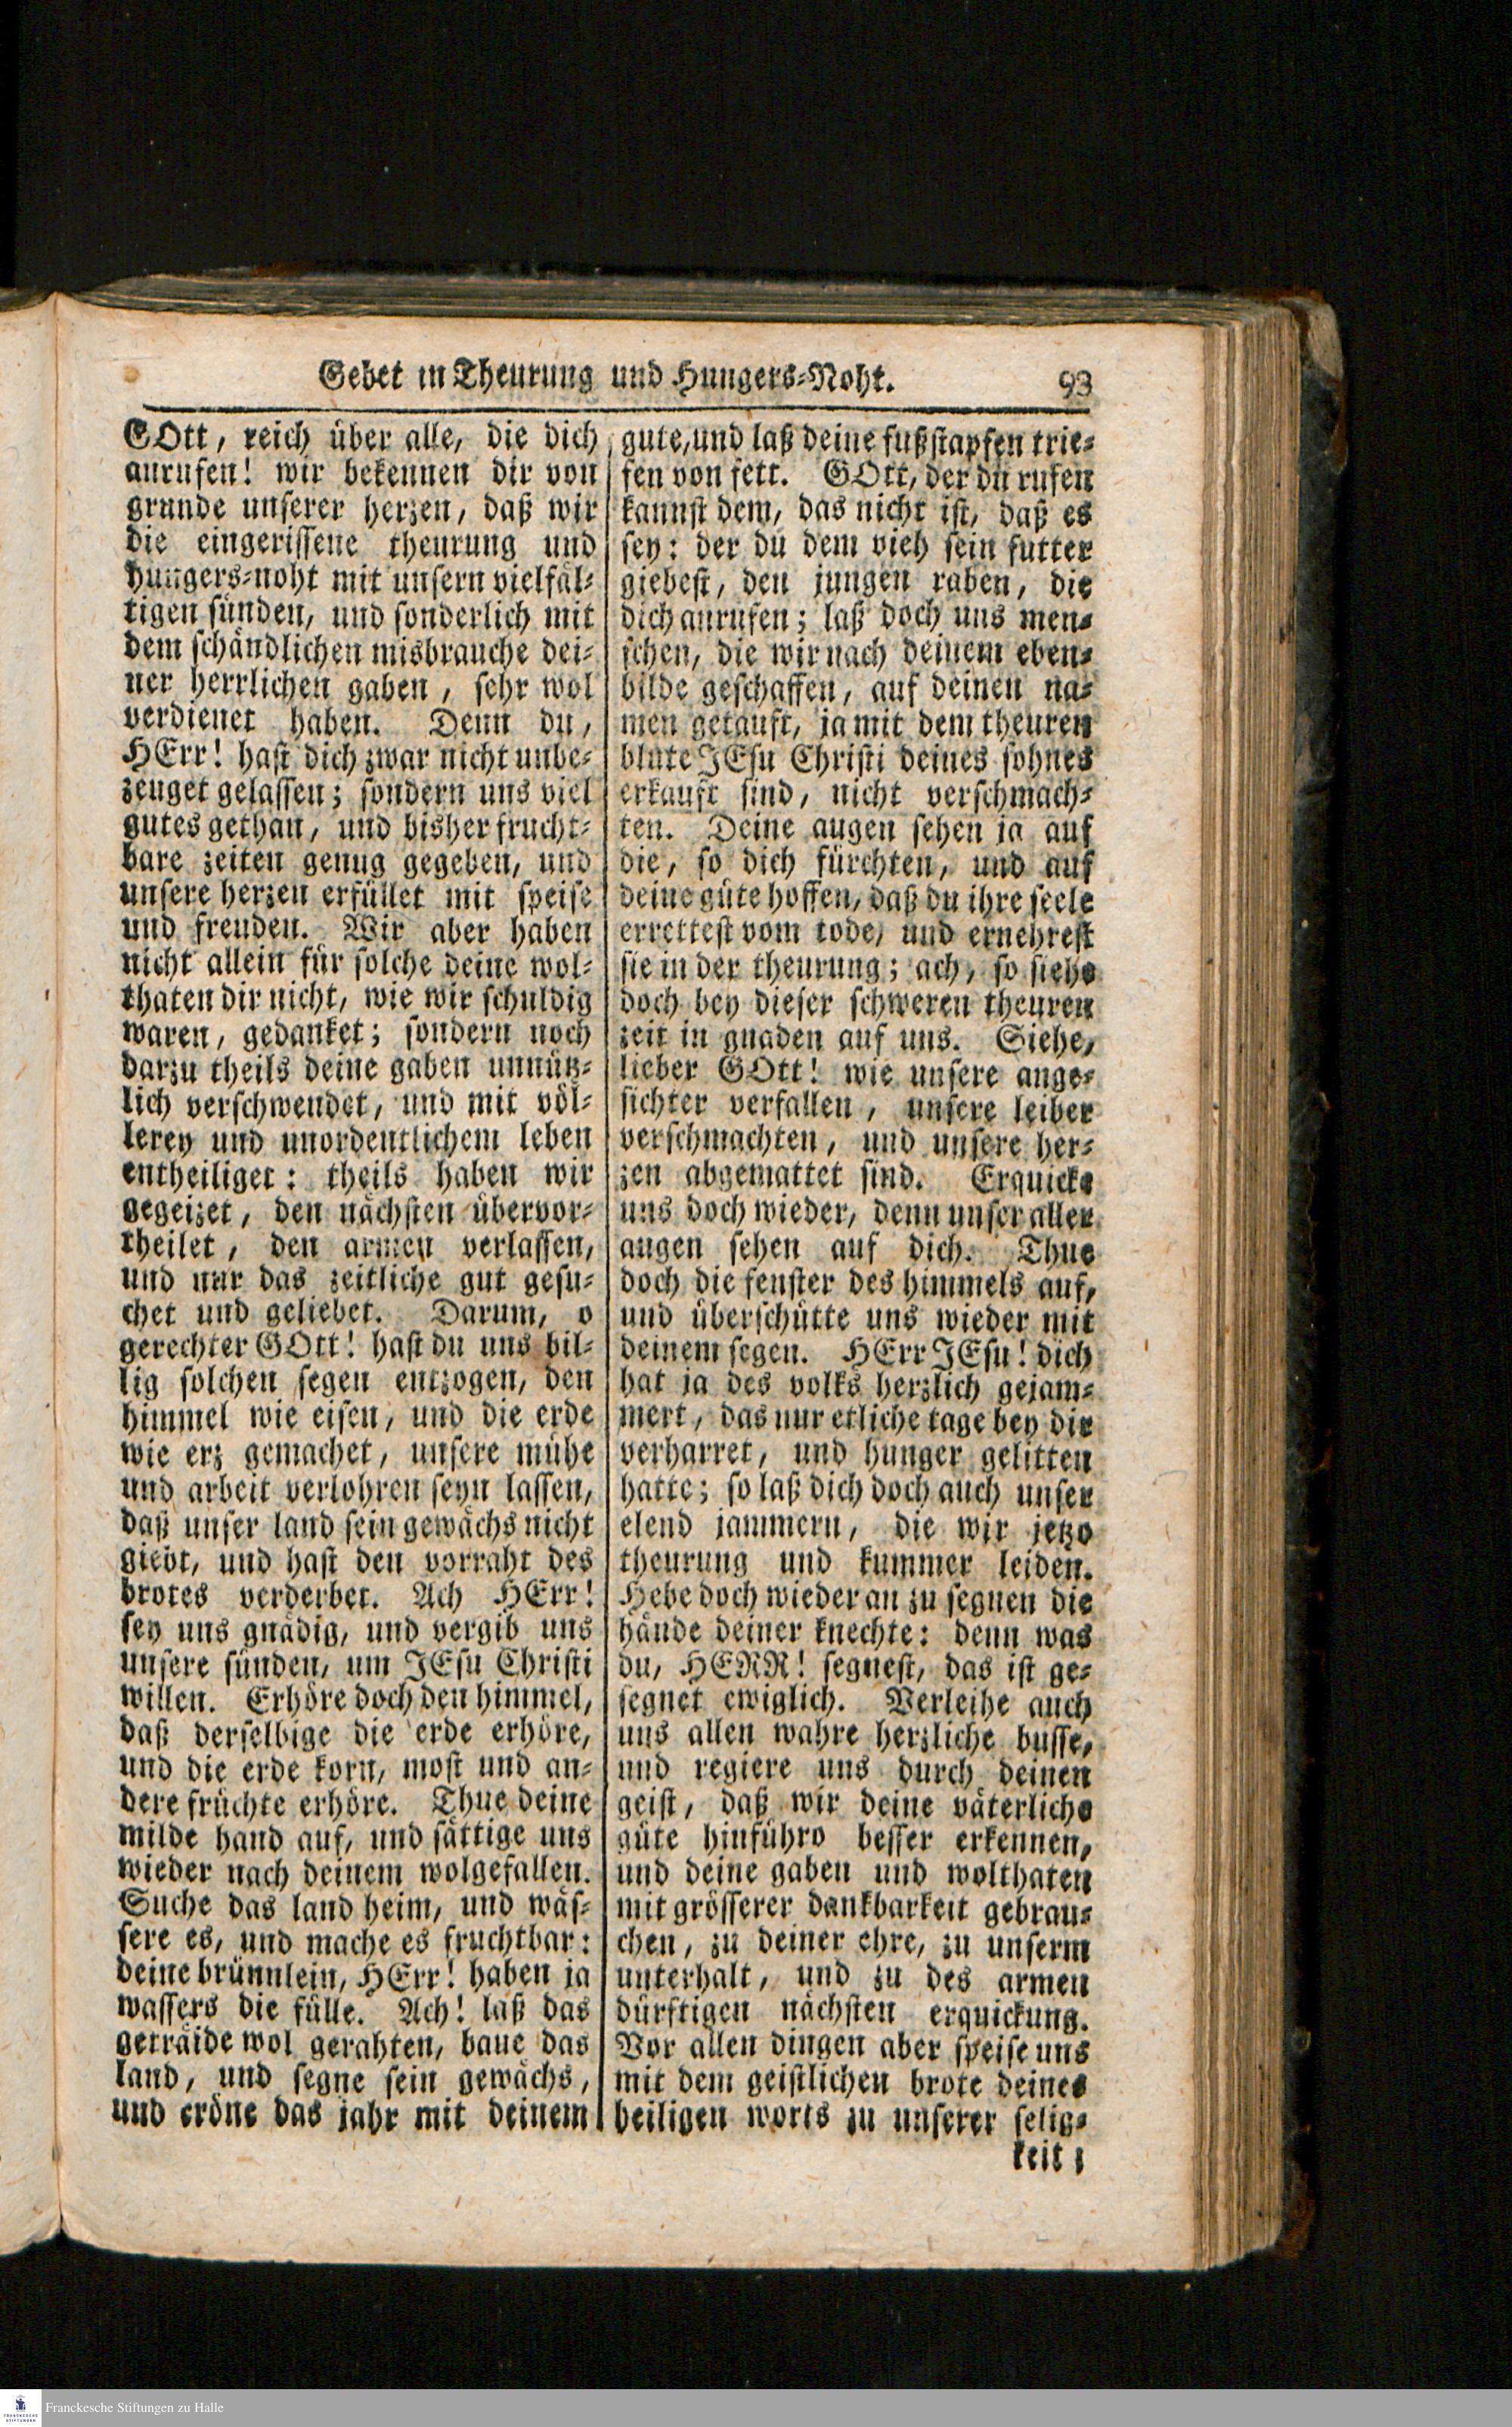 Gebet in Theurung und Hungers-Noht. 93
GOtt, reich über alle, die dich
anrufen! wir bekennen dir von
grunde unserer herzen, daß wir
die eingerissene theurung und
hungers-noht mit unsern vielfäl-
tigen sünden, und sonderlich mit
dem schändlichen misbrauche dei-
ner herrlichen gaben, sehr wol
verdienet haben. Denn du,
HErr! hast dich zwar nicht unbe-
zeuget gelassen; sondern uns viel
gutes gethan, und bisher frucht-
bare zeiten genug gegeben, und
unsere herzen erfüllet mit speise
und freuden. Wir aber haben
nicht allein für solche deine wol-
thaten dir nicht, wie wir schuldig
waren, gedanket; sondern noch
darzu theils deine gaben unnütz-
lich verschwendet, und mit völ-
lerey und unordentlichem leben
entheiliget: theils haben wir
gegeizet, den nächsten übervor-
theilet, den armen verlassen,
und nur das zeitliche gut gesu-
chet und geliebet. Darum, o
gerechter GOtt! hast du uns bil-
lig solchen segen entzogen, den
himmel wie eisen, und die erde
wie erz gemachet, unsere mühe
und arbeit verlohren seyn lassen,
daß unser land sein gewächs nicht
giebt, und hast den vorraht des
brotes verderbet. Ach HErr!
sey uns gnädig, und vergib uns
unsere sünden, um JEsu Christi
willen. Erhöre doch den himmel,
daß derselbige die erde erhöre,
und die erde korn, most und an-
dere früchte erhöre. Thue deine
milde hand auf, und sättige uns
wieder nach deinem wolgefallen.
Suche das land heim, und wäs-
sere es, und mache es fruchtbar:
deine brünnlein, HErr! haben ja
wassers die fülle. Ach! laß das
geträide wol gerahten, baue das
land, und segne sein gewächs,
und cröne das jahr mit deinem
gute, und laß deine fußstapfen trie-
fen von fett. GOtt, der du rufen
kannst dem, das nicht ist, daß es
sey: der du dem vieh sein futter
giebest, den jungen raben, die
dich anrufen; laß doch uns men-
schen, die wir nach deinem eben-
bilde geschaffen, auf deinen na-
men getauft, ja mit dem theuren
blute JEsu Christi deines sohnes
erkauft sind, nicht verschmach-
ten. Deine augen sehen ja auf
die, so dich fürchten, und auf
deine güte hoffen, daß du ihre seele
errettest vom tode, und ernehrest
sie in der theurung; ach, so siehe
doch bey dieser schweren theuren
zeit in gnaden auf uns. Siehe,
lieber GOtt! wie unsere ange-
sichter verfallen, unsere leiber
verschmachten, und unsere her-
zen abgemattet sind. Erquicke
uns doch wieder, denn unser aller
augen sehen auf dich. Thue
doch die fenster des himmels auf,
und überschütte uns wieder mit
deinem segen. HErr JEsu! dich
hat ja des volks herzlich gejam-
mert, das nur etliche tage bey dir
verharret, und hunger gelitten
hatte; so laß dich doch auch unser
elend jammern, die wir jetzo
theurung und kummer leiden.
Hebe doch wieder an zu segnen die
hände deiner knechte: denn was
du, HERR! segnest, das ist ge-
segnet ewiglich. Verleihe auch
uns allen wahre herzliche busse,
und regiere uns durch deinen
geist, daß wir deine väterliche
güte hinführo besser erkennen,
und deine gaben und wolthaten
mit grösserer dankbarkeit gebrau-
chen, zu deiner ehre, zu unserm
unterhalt, und zu des armen
dürftigen nächsten erquickung.
Vor allen dingen aber speise uns
mit dem geistlichen brote deines
heiligen worts zu unserer selig-
keit;
Franckesche Stiftungen zu Halle